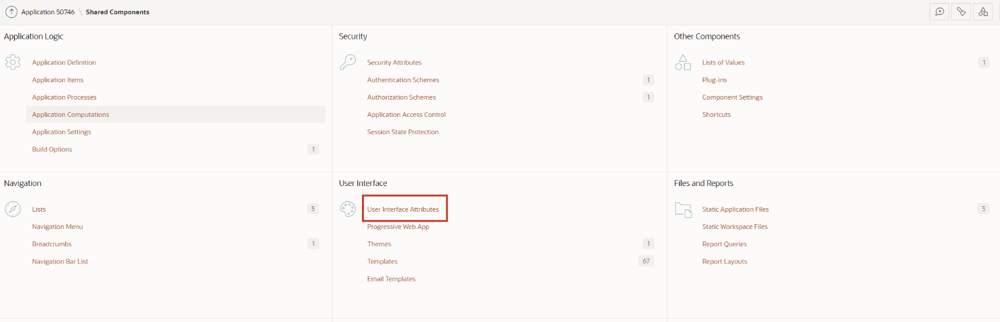 Application 50746 \ Shared Components
Application Logic
Application Definition
Application Items
Application Processes
Application Computations
Application Settings
Build Options 1
Security
Security Attributes
Authentication Schemes 1
Authorization Schemes 1
Application Access Control
Session State Protection
Other Components
Lists of Values 1
Plug-ins
Component Settings
Shortcuts
Navigation
Lists 3
Navigation Menu
Breadcrumbs 1
Navigation Bar List
User Interface
User Interface Attributes
Progressive Web App
Themes 1
Templates 67
Email Templates
Files and Reports
Static Application Files 3
Static Workspace Files
Report Queries
Report Layouts